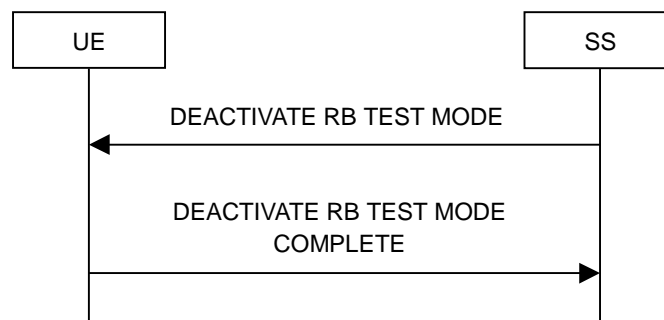 UE
SS
DEACTIVATE RB TEST MODE
DEACTIVATE RB TEST MODE
COMPLETE